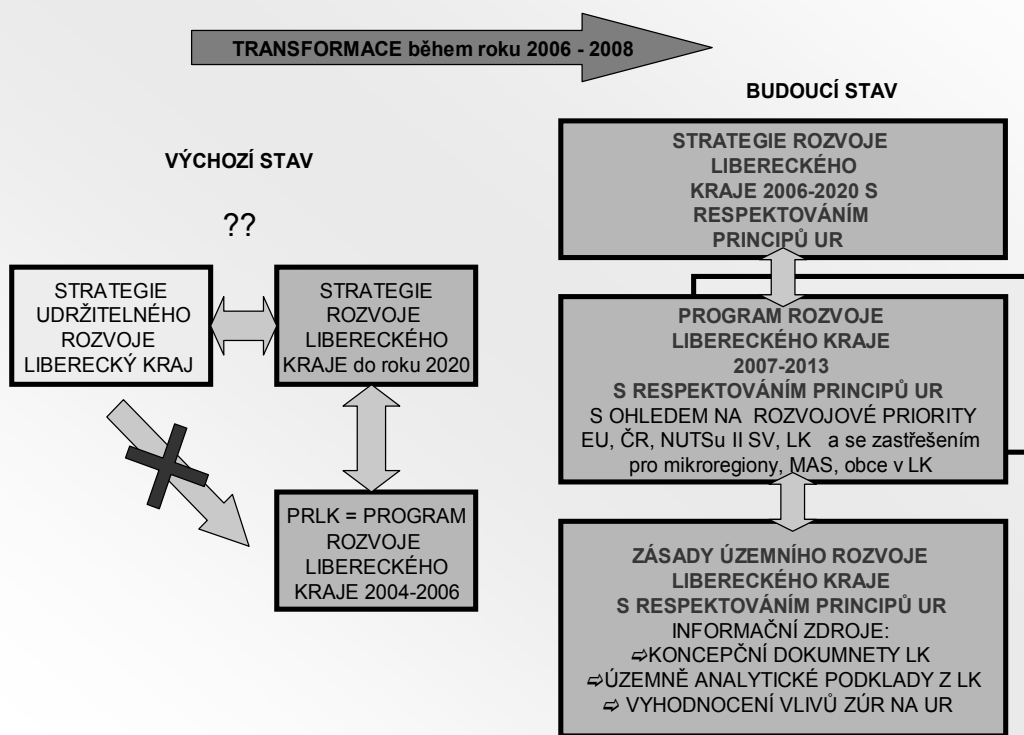 TRANSFORMACE během roku 2006 - 2008
VÝCHOZÍ STAV
??
STRATEGIE
UDRŽITELNÉHO
ROZVOJE
LIBERECKÝ KRAJ
STRATEGIE
ROZVOJE
LIBERECKÉHO
KRAJE do roku 2020
PRLK = PROGRAM
ROZVOJE
LIBERECKÉHO
KRAJE 2004-2006
BUDOUCÍ STAV
STRATEGIE ROZVOJE
LIBERECKÉHO
KRAJE 2006-2020 S
RESPEKTOVÁNÍM
PRINCIPŮ UR
PROGRAM ROZVOJE
LIBERECKÉHO KRAJE
2007-2013
S RESPEKTOVÁNÍM PRINCIPŮ UR
S OHLEDEM NA ROZVOJOVÉ PRIORITY
EU, ČR, NUTSu II SV, LK a se zastřešením
pro mikroregiony, MAS, obce v LK
ZÁSADY ÚZEMNÍHO ROZVOJE
LIBERECKÉHO KRAJE
S RESPEKTOVÁNÍM PRINCIPŮ UR
INFORMAČNÍ ZDROJE:
⇨KONCEPČNÍ DOKUMNETY LK
⇨ÚZEMNĚ ANALYTICKÉ PODKLADY Z LK
⇨ VYHODNOCENÍ VLIVŮ ZÚR NA UR